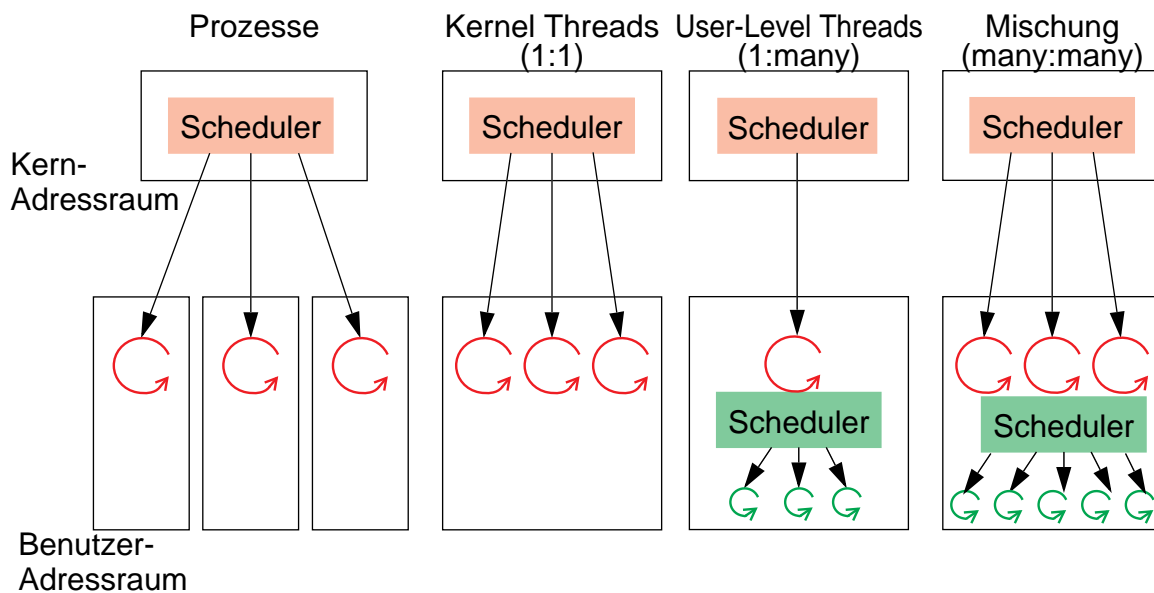 Prozesse
Kernel Threads
(1:1)
User-Level Threads
(1:many)
Mischung
(many:many)
Scheduler
Scheduler
Scheduler
Scheduler
Kern-
Adressraum
Scheduler
Scheduler
Benutzer-
Adressraum